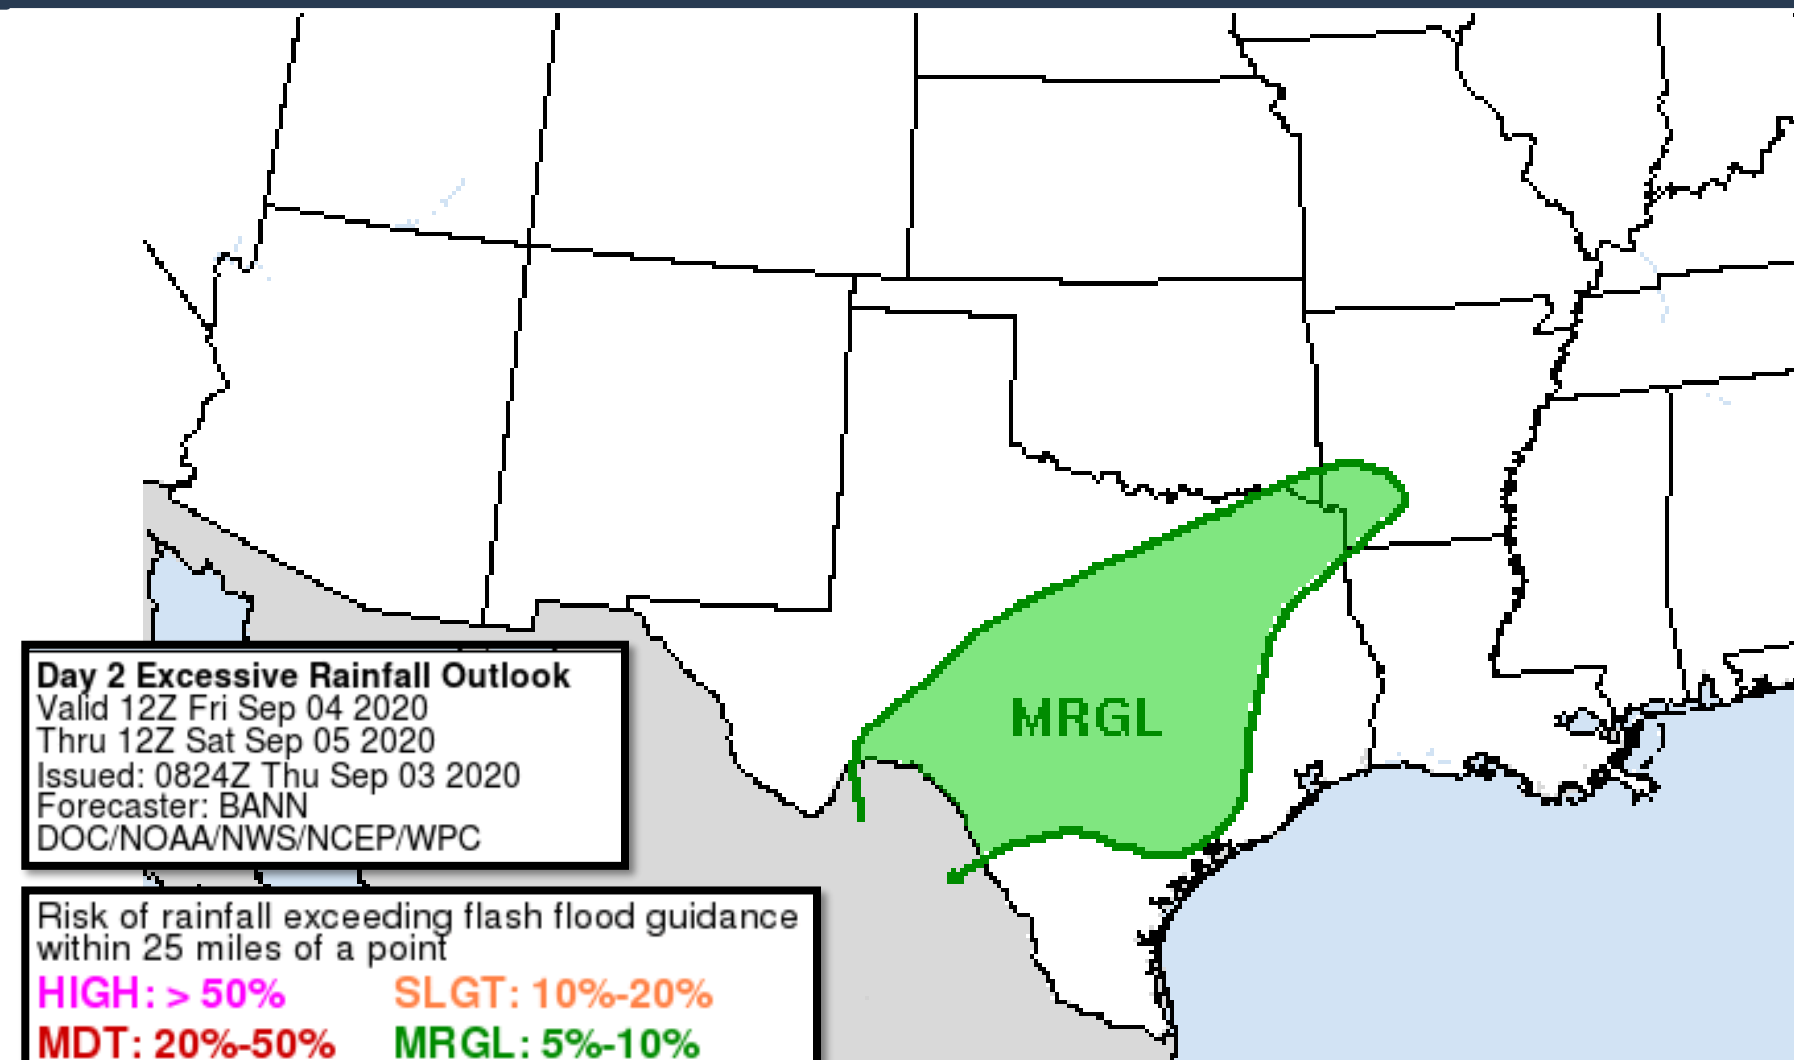 MRGL
Day 2 Excessive Rainfall Outlook
Valid 12Z Fri Sep 04 2020
Thru 12Z Sat Sep 05 2020
Issued: 0824Z Thu Sep 03 2020
Forecaster: BANN
DOC/NOAA/NWS/NCEP/WPC
Risk of rainfall exceeding flash flood guidance
within 25 miles of a point
HIGH: > 50% SLGT: 10%-20%
MDT: 20%-50% MRGL: 5%-10%